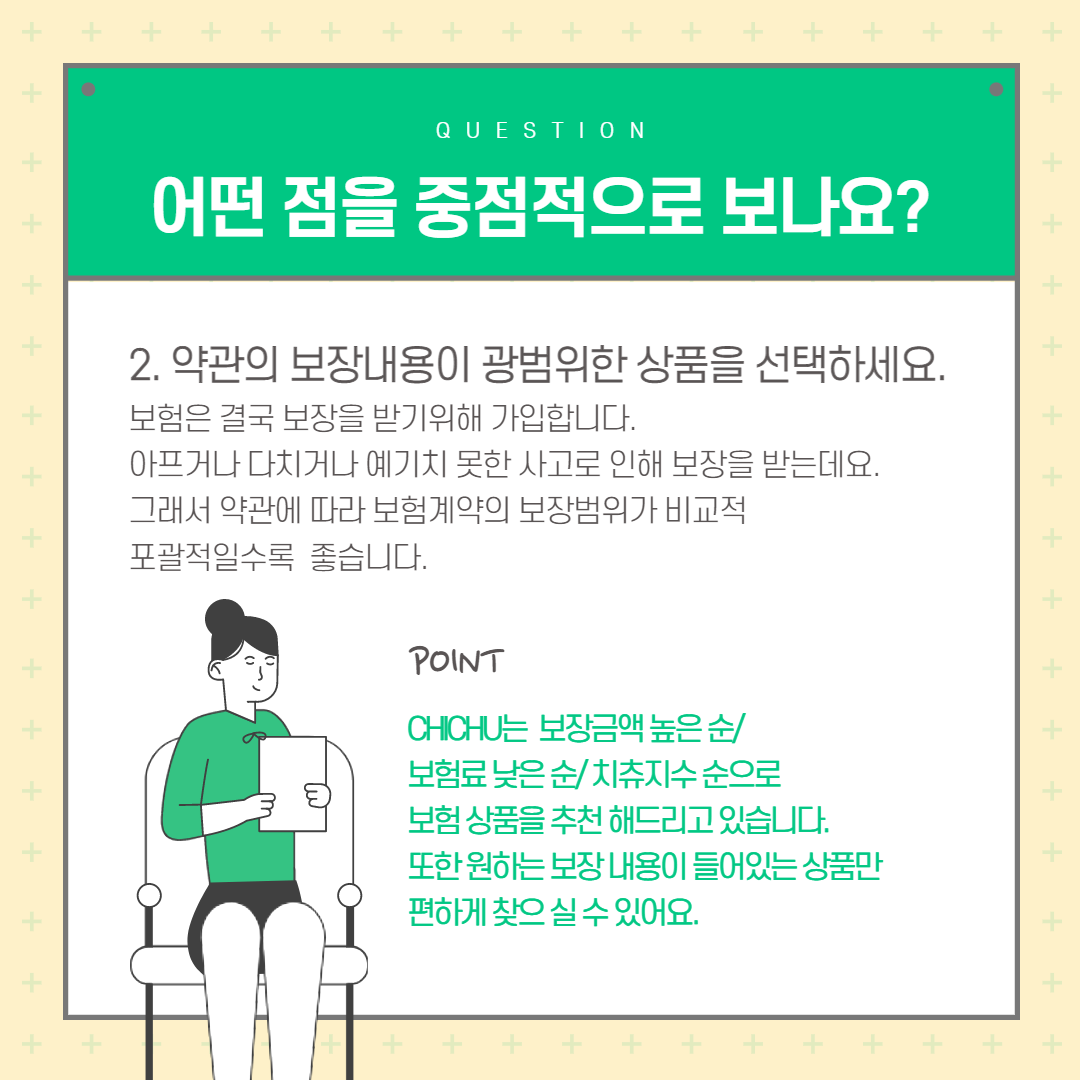 QUESTION
어떤 점을 중점적으로 보나요?
2. 약관의 보장내용이 광범위한 상품을 선택하세요.
보험은 결국 보장을 받기위해 가입합니다.
아프거나 다치거나 예기치 못한 사고로 인해 보장을 받는데요.
그래서 약관에 따라 보험계약의 보장범위가 비교적
포괄적일수록 좋습니다.
POINT
CHICHU는 보장금액 높은 순/
보험료 낮은 순/ 치츄지수 순으로
보험 상품을 추천 해드리고 있습니다.
또한 원하는 보장 내용이 들어있는 상품만
편하게 찾으 실 수 있어요.